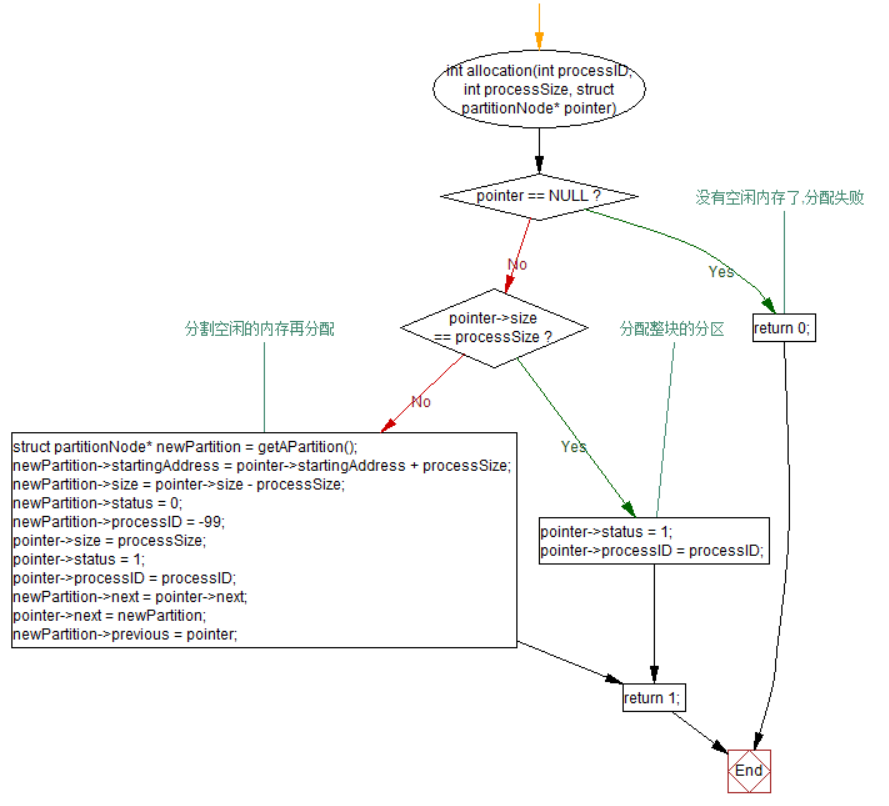 int allocation(int processID,
int processSize, struct
partitionNode* pointer)
pointer == NULL ?
没有空闲内存了,分配失败
No
Yes
pointer->size
== processSize ?
分割空闲的内存再分配
分配整块的分区
return 0;
No
Yes
struct partitionNode* newPartition = getAPartition();
newPartition->startingAddress = pointer->startingAddress + processSize;
newPartition->size = pointer->size - processSize;
newPartition->status = 0;
newPartition->processID = -99;
pointer->size = processSize;
pointer->status = 1;
pointer->processID = processID;
newPartition->next = pointer->next;
pointer->next = newPartition;
newPartition->previous = pointer;
pointer->status = 1;
pointer->processID = processID;
return 1;
End